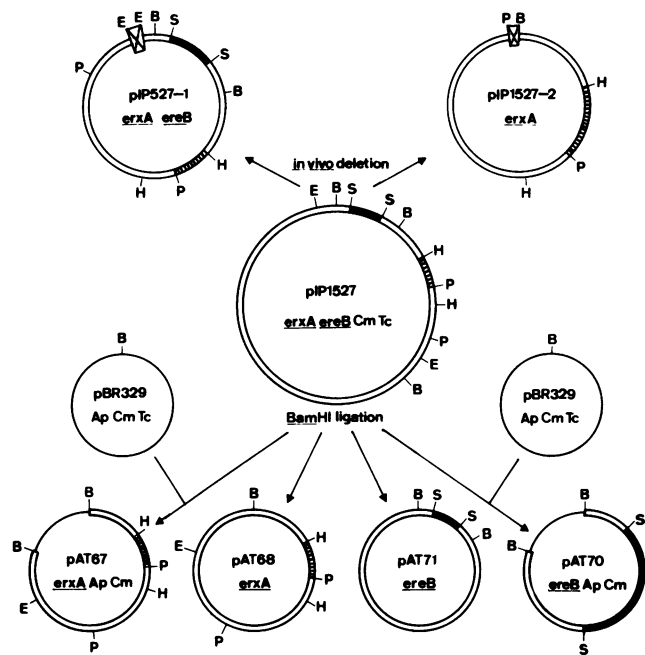 E E B S
P S
pIP527-1
B
erxA ereB
H
H P
P B
H
pIP1527-2
erxA
P
H
in vivo deletion
E B S S
B
H
P
pIP1527
H
erxA ereB Cm Tc
P
E
B
B
pBR329
Ap Cm Tc
BamHI ligation
B
pBR329
Ap Cm Tc
B
B H
pAT67
P
erxA Ap Cm
H
E
P
B
E H
pAT68
P
erxA
H
P
B S
S
B
pAT71
ereB
B
S
B
pAT70
ereB Ap Cm
S